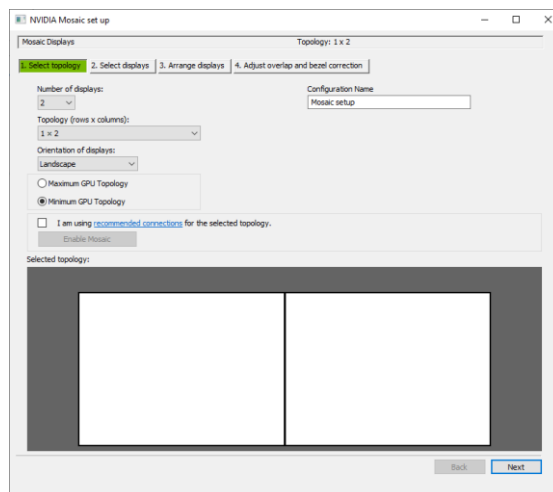 NVIDIA Mosaic set up
Mosaic Displays Topology: 1 x 2
1. Select topology 2. Select displays 3. Arrange displays 4. Adjust overlap and bezel correction
Number of displays: Configuration Name
2 Mosaic setup
Topology (rows x columns):
1 × 2
Orientation of displays:
Landscape
Maximum GPU Topology
Minimum GPU Topology
I am using recommended connections for the selected topology.
Enable Mosaic
Selected topology:
Back Next